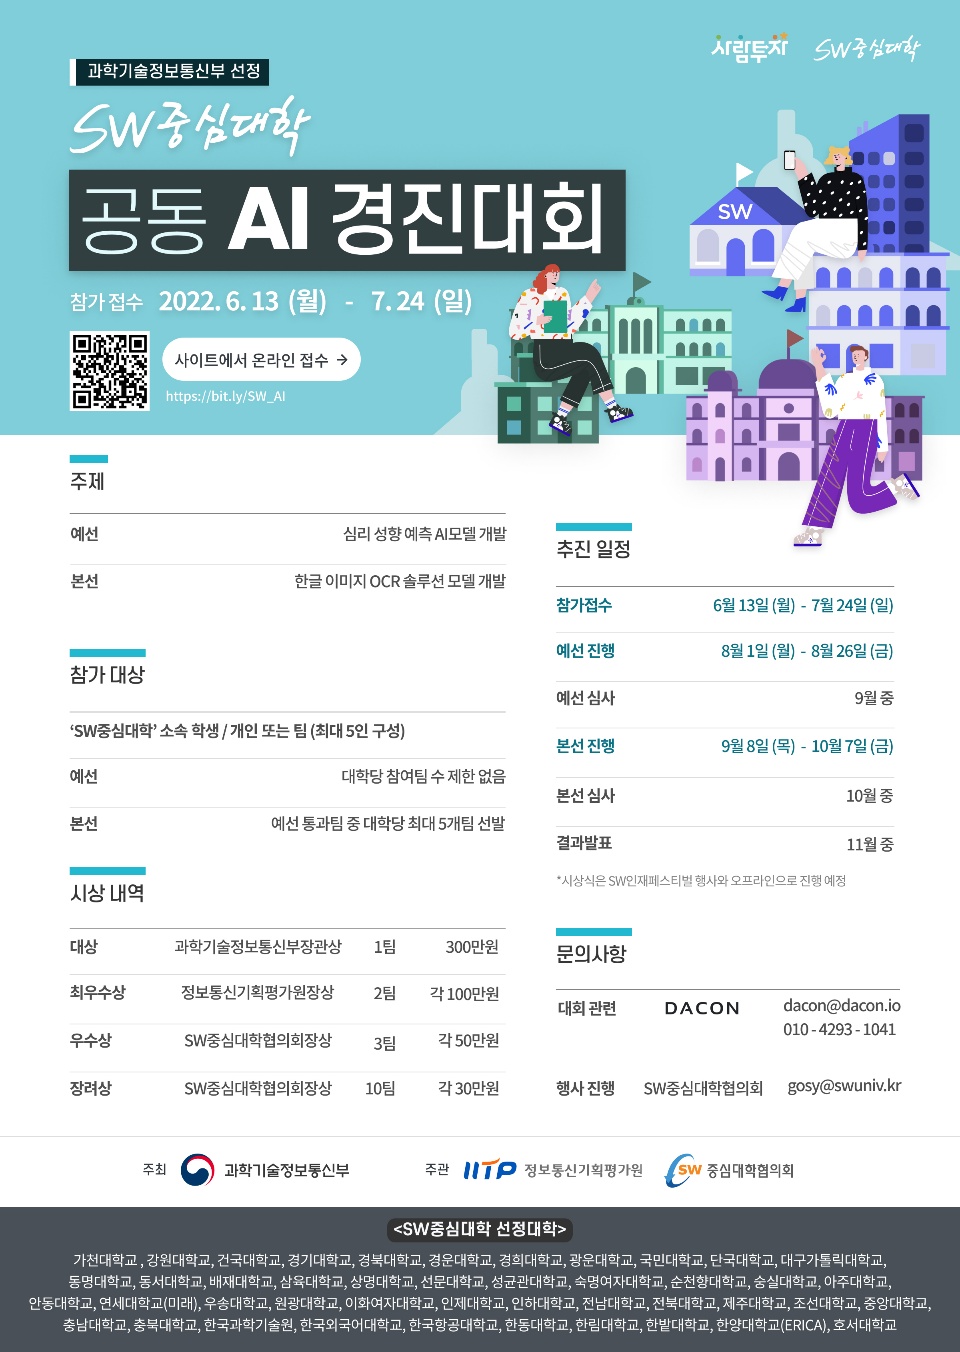 사람투자
SW중심대학
과학기술정보통신부 선정
SW중심대학
공동 AI 경진대회
참가 접수 2022. 6. 13 (월) - 7. 24 (일)
사이트에서 온라인 접수 →
https://bit.ly/SW_AI
SW
주제
예선 심리 성향 예측 AI모델 개발
본선 한글 이미지 OCR 솔루션 모델 개발
참가 대상
‘SW중심대학’ 소속 학생 / 개인 또는 팀 (최대 5인 구성)
예선 대학당 참여팀 수 제한 없음
본선 예선 통과팀 중 대학당 최대 5개팀 선발
시상 내역
대상 과학기술정보통신부장관상 1팀 300만원
최우수상 정보통신기획평가원장상 2팀 각 100만원
우수상 SW중심대학협의회장상 3팀 각 50만원
장려상 SW중심대학협의회장상 10팀 각 30만원
추진 일정
참가접수 6월 13일 (월) - 7월 24일 (일)
예선 진행 8월 1일 (월) - 8월 26일 (금)
예선 심사 9월 중
본선 진행 9월 8일 (목) - 10월 7일 (금)
본선 심사 10월 중
결과발표 11월 중
*시상식은 SW인재페스티벌 행사와 오프라인으로 진행 예정
문의사항
대회 관련 DACON dacon@dacon.io
010 - 4293 - 1041
행사 진행 SW중심대학협의회 gosy@swuniv.kr
주최 과학기술정보통신부 주관 IITP 정보통신기획평가원 SW 중심대학협의회
<SW중심대학 선정대학>
가천대학교 , 강원대학교, 건국대학교, 경기대학교, 경북대학교, 경운대학교, 경희대학교, 광운대학교, 국민대학교, 단국대학교, 대구가톨릭대학교,
동명대학교, 동서대학교, 배재대학교, 삼육대학교, 상명대학교, 선문대학교, 성균관대학교, 숙명여자대학교, 순천향대학교, 숭실대학교, 아주대학교,
안동대학교, 연세대학교(미래), 우송대학교, 원광대학교, 이화여자대학교, 인제대학교, 인하대학교, 전남대학교, 전북대학교, 제주대학교, 조선대학교, 중앙대학교,
충남대학교, 충북대학교, 한국과학기술원, 한국외국어대학교, 한국항공대학교, 한동대학교, 한림대학교, 한밭대학교, 한양대학교(ERICA), 호서대학교